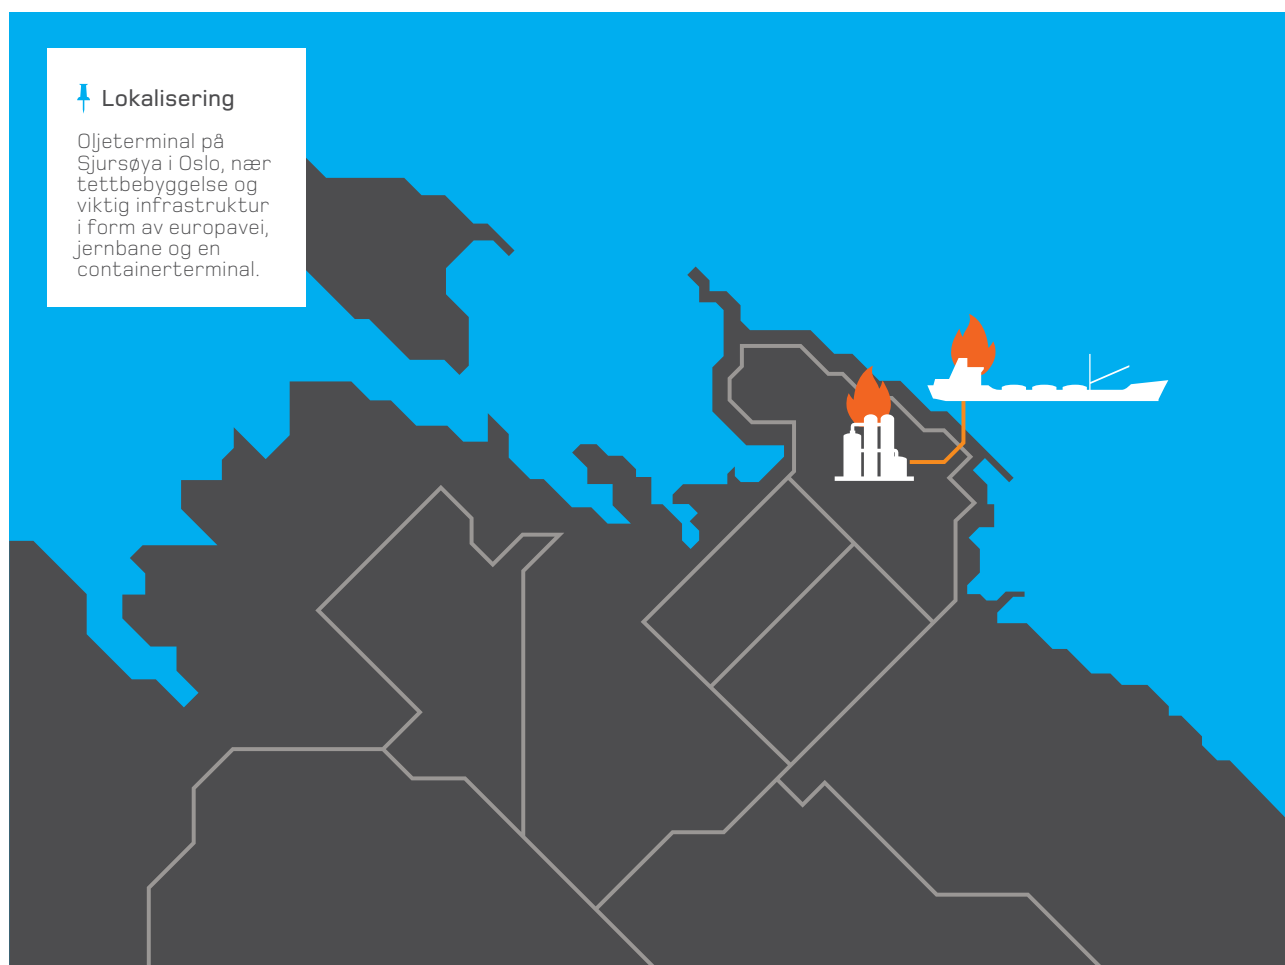 Lokalisering
Oljeterminal på
Sjursøya i Oslo, nær
tettbebyggelse og
viktig infrastruktur
i form av europavei,
jernbane og en
containerterminal.